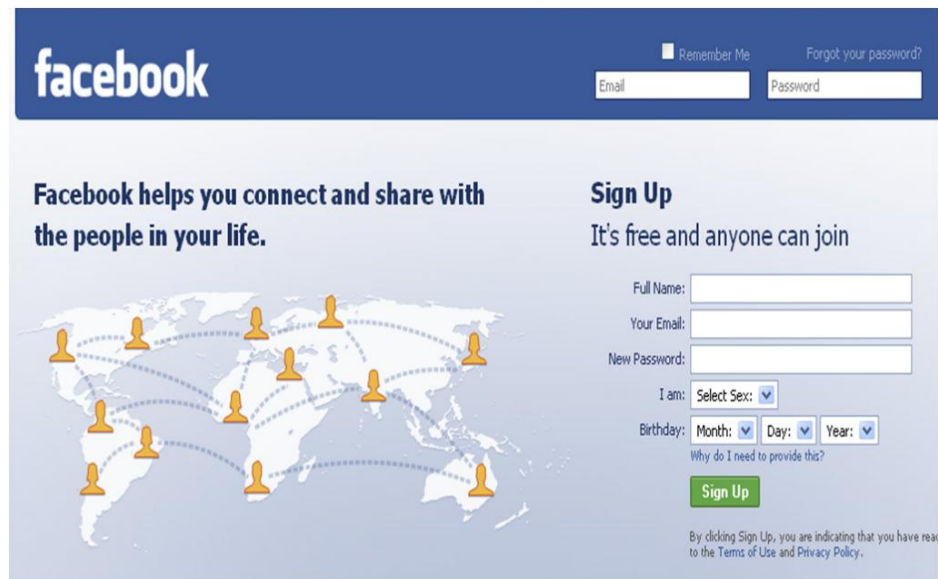 facebook
Remember Me Forgot your password?
Email Password
Facebook helps you connect and share with
the people in your life.
Sign Up
It's free and anyone can join
Full Name:
Your Email:
New Password:
I am: Select Sex:
Birthday: Month: Day: Year:
Why do I need to provide this?
Sign Up
By clicking Sign Up, you are indicating that you have
to the Terms of Use and Privacy Policy.